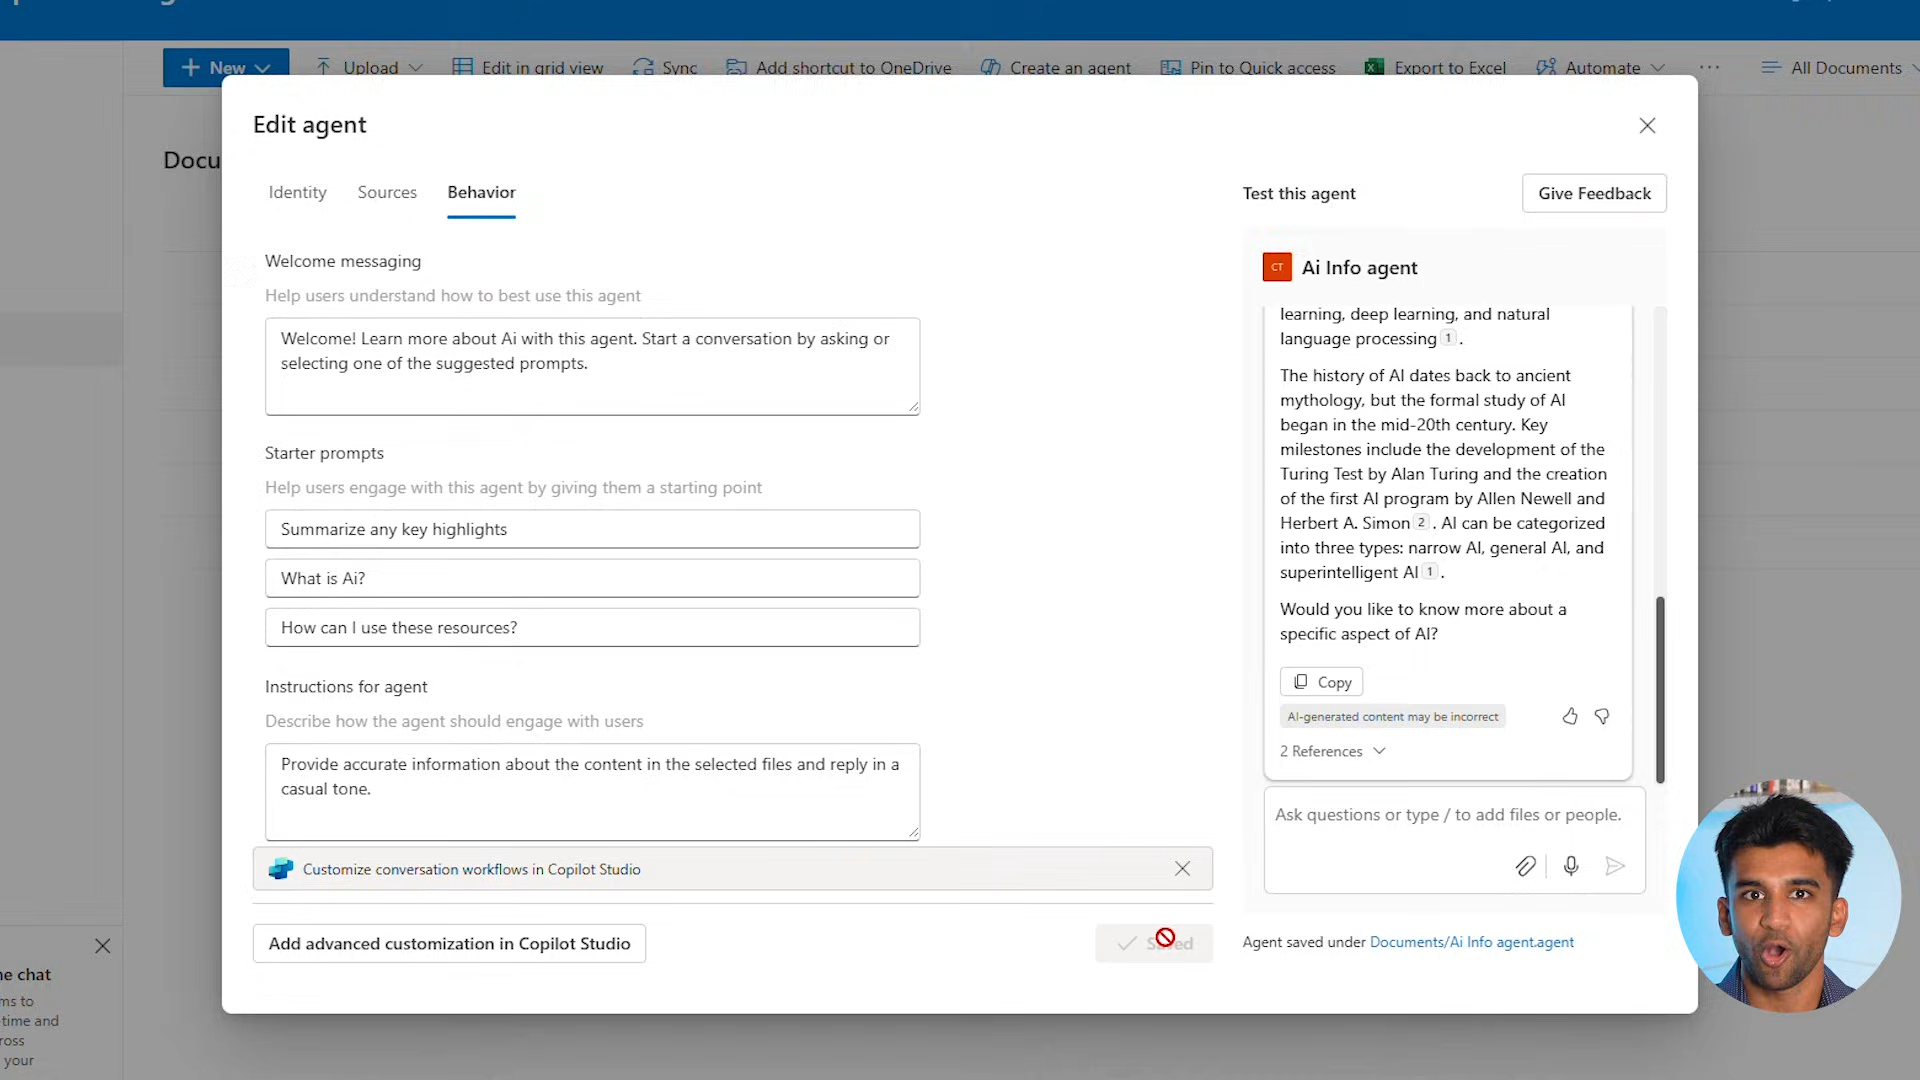 New
Upload
Edit in grid view
Sync
Add shortcut to OneDrive
Create an agent
Pin to Quick access
Export to Excel
Automate
...
All Documents
Docu
Edit agent
Identity
Sources
Behavior
Welcome messaging
Help users understand how to best use this agent
Welcome! Learn more about Ai with this agent. Start a conversation by asking or
selecting one of the suggested prompts.
Starter prompts
Help users engage with this agent by giving them a starting point
Summarize any key highlights
What is Ai?
How can I use these resources?
Instructions for agent
Describe how the agent should engage with users
Provide accurate information about the content in the selected files and reply in a
casual tone.
Customize conversation workflows in Copilot Studio
Add advanced customization in Copilot Studio
Saved
Test this agent
Give Feedback
CT
Ai Info agent
learning, deep learning, and natural
language processing 1 .
The history of AI dates back to ancient
mythology, but the formal study of AI
began in the mid-20th century. Key
milestones include the development of the
Turing Test by Alan Turing and the creation
of the first AI program by Allen Newell and
Herbert A. Simon 2 . AI can be categorized
into three types: narrow AI, general AI, and
superintelligent AI 1 .
Would you like to know more about a
specific aspect of AI?
Copy
AI-generated content may be incorrect
2 References
Ask questions or type / to add files or people.
Agent saved under Documents/Ai Info agent.agent
ne chat
ms to
time and
ross
your